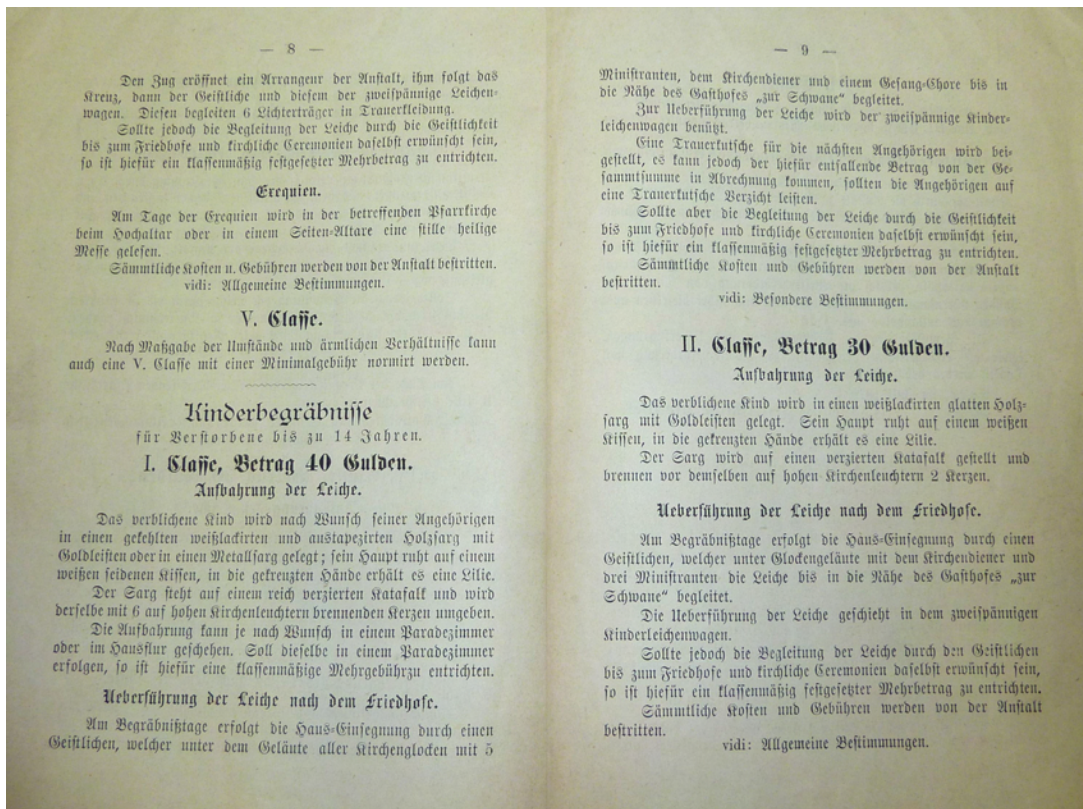 — 8 —
Den Zug eröffnet ein Arrangeur der Anstalt, ihm folgt das
Kreuz, dann der Geistliche und diesem der zweispännige Leichen-
wagen. Diesen begleiten 6 Lichterträger in Trauerkleidung.
Sollte jedoch die Begleitung der Leiche durch die Geistlichkeit
bis zum Friedhofe und kirchliche Ceremonien daselbst erwünscht sein,
so ist hiefür ein klassenmäßig festgesetzter Mehrbetrag zu entrichten.
Exequien.
Am Tage der Exequien wird in der betreffenden Pfarrkirche
beim Hochaltar oder in einem Seiten-Altare eine stille heilige
Messe gelesen.
Sämmtliche Kosten u. Gebühren werden von der Anstalt bestritten.
vidi: Allgemeine Bestimmungen.
V. Classe.
Nach Maßgabe der Umstände und ärmlichen Verhältnisse kann
auch eine V. Classe mit einer Minimalgebühr normirt werden.
Kinderbegräbnisse
für Verstorbene bis zu 14 Jahren.
I. Classe, Betrag 40 Gulden.
Aufbahrung der Leiche.
Das verblichene Kind wird nach Wunsch seiner Angehörigen
in einen gekehlten weißlackirten und austapezirten Holzsarg mit
Goldleisten oder in einen Metallsarg gelegt; sein Haupt ruht auf einem
weißen seidenen Kissen, in die gekreuzten Hände erhält es eine Lilie.
Der Sarg steht auf einem reich verzierten Katafalk und wird
derselbe mit 6 auf hohen Kirchenleuchtern brennenden Kerzen umgeben.
Die Aufbahrung kann je nach Wunsch in einem Paradezimmer
oder im Hausflur geschehen. Soll dieselbe in einem Paradezimmer
erfolgen, so ist hiefür eine klassenmäßige Mehrgebührzu entrichten.
Ueberführung der Leiche nach dem Friedhofe.
Am Begräbnißtage erfolgt die Haus-Einsegnung durch einen
Geistlichen, welcher unter dem Geläute aller Kirchenglocken mit 5
— 9 —
Ministranten, dem Kirchendiener und einem Gesang-Chore bis in
die Nähe des Gasthofes „zur Schwane" begleitet.
Zur Ueberführung der Leiche wird der zweispännige Kinder-
leichenwagen benützt.
Eine Trauerkutsche für die nächsten Angehörigen wird bei-
gestellt, es kann jedoch der hiefür entfallende Betrag von der Ge-
sammtsumme in Abrechnung kommen, sollten die Angehörigen auf
eine Trauerkutsche Verzicht leisten.
Sollte aber die Begleitung der Leiche durch die Geistlichkeit
bis zum Friedhofe und kirchliche Ceremonien daselbst erwünscht sein,
so ist hiefür ein klassenmäßig festgesetzter Mehrbetrag zu entrichten.
Sämmtliche Kosten und Gebühren werden von der Anstalt
bestritten.
vidi: Besondere Bestimmungen.
II. Classe, Betrag 30 Gulden.
Aufbahrung der Leiche.
Das verblichene Kind wird in einen weißlackirten glatten Holz-
sarg mit Goldleisten gelegt. Sein Haupt ruht auf einem weißen
Kissen, in die gekreuzten Hände erhält es eine Lilie.
Der Sarg wird auf einen verzierten Katafalk gestellt und
brennen vor demselben auf hohen Kirchenleuchtern 2 Kerzen.
Ueberführung der Leiche nach dem Friedhofe.
Am Begräbnißtage erfolgt die Haus-Einsegnung durch einen
Geistlichen, welcher unter Glockengeläute mit dem Kirchendiener und
drei Ministranten die Leiche bis in die Nähe des Gasthofes „zur
Schwane" begleitet.
Die Ueberführung der Leiche geschieht in dem zweispännigen
Kinderleichenwagen.
Sollte jedoch die Begleitung der Leiche durch den Geistlichen
bis zum Friedhofe und kirchliche Ceremonien daselbst erwünscht sein,
so ist hiefür ein klassenmäßig festgesetzter Mehrbetrag zu entrichten.
Sämmtliche Kosten und Gebühren werden von der Anstalt
bestritten.
vidi: Allgemeine Bestimmungen.